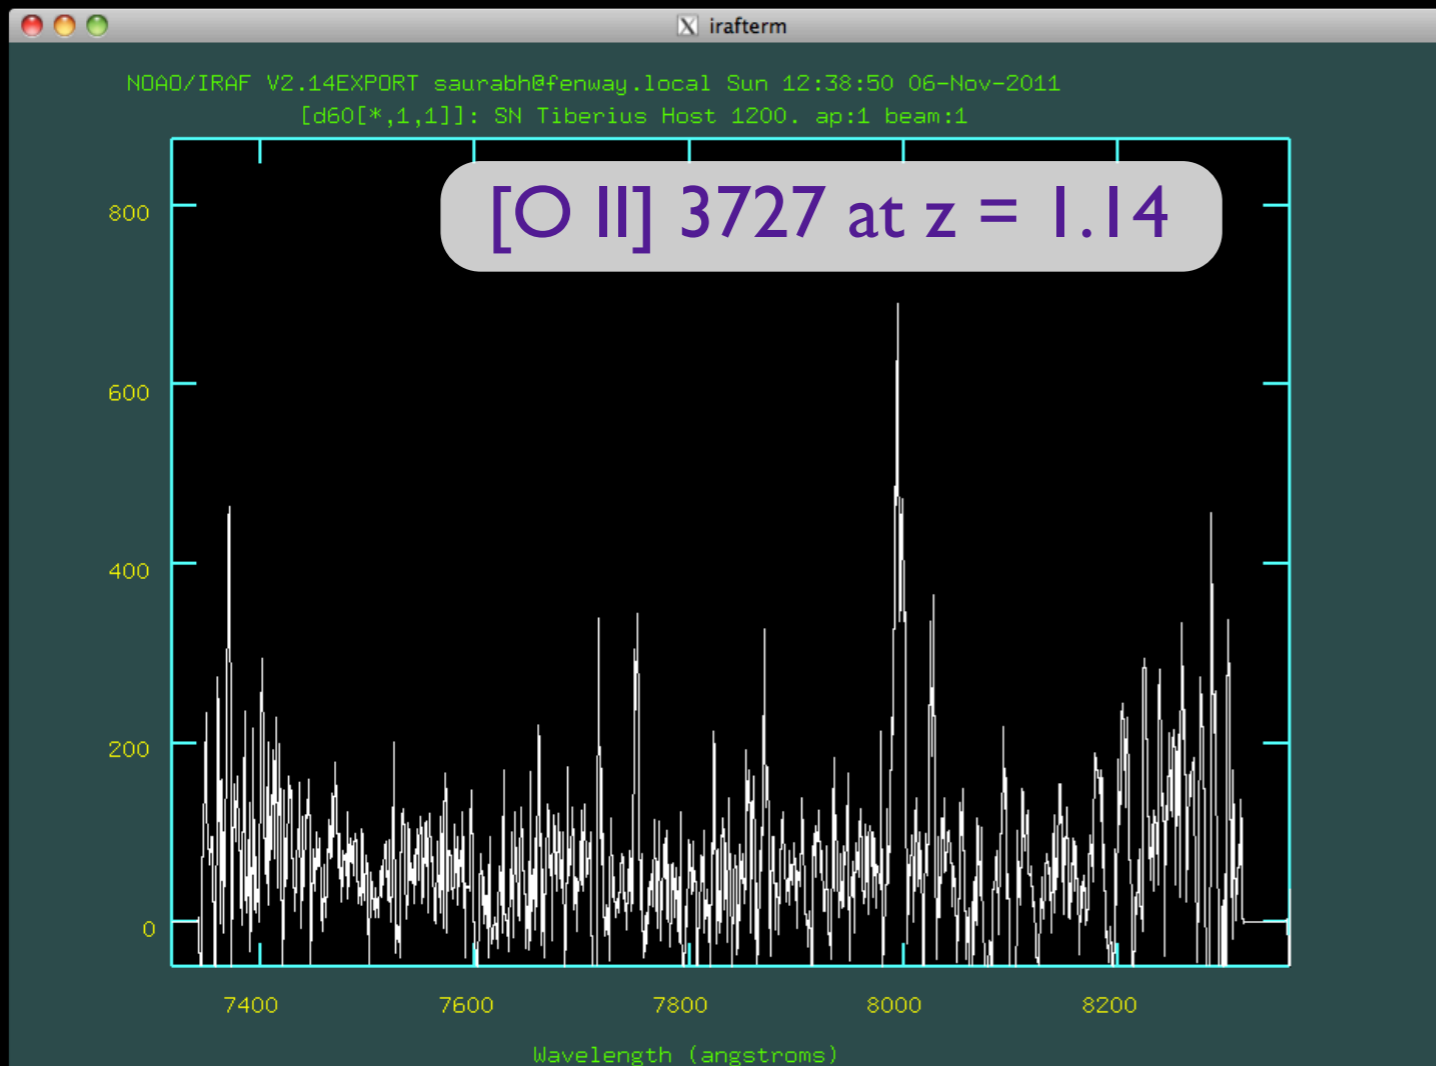 irafterm
NOAO/IRAF V2.14EXPORT saurabh@fenway.local Sun 12:38:50 06-Nov-2011
[d60[*,1,1]]: SN Tiberius Host 1200. ap:1 beam:1
[O II] 3727 at z = 1.14
800
600
400
200
0
7400 7600 7800 8000 8200
Wavelength (angstroms)